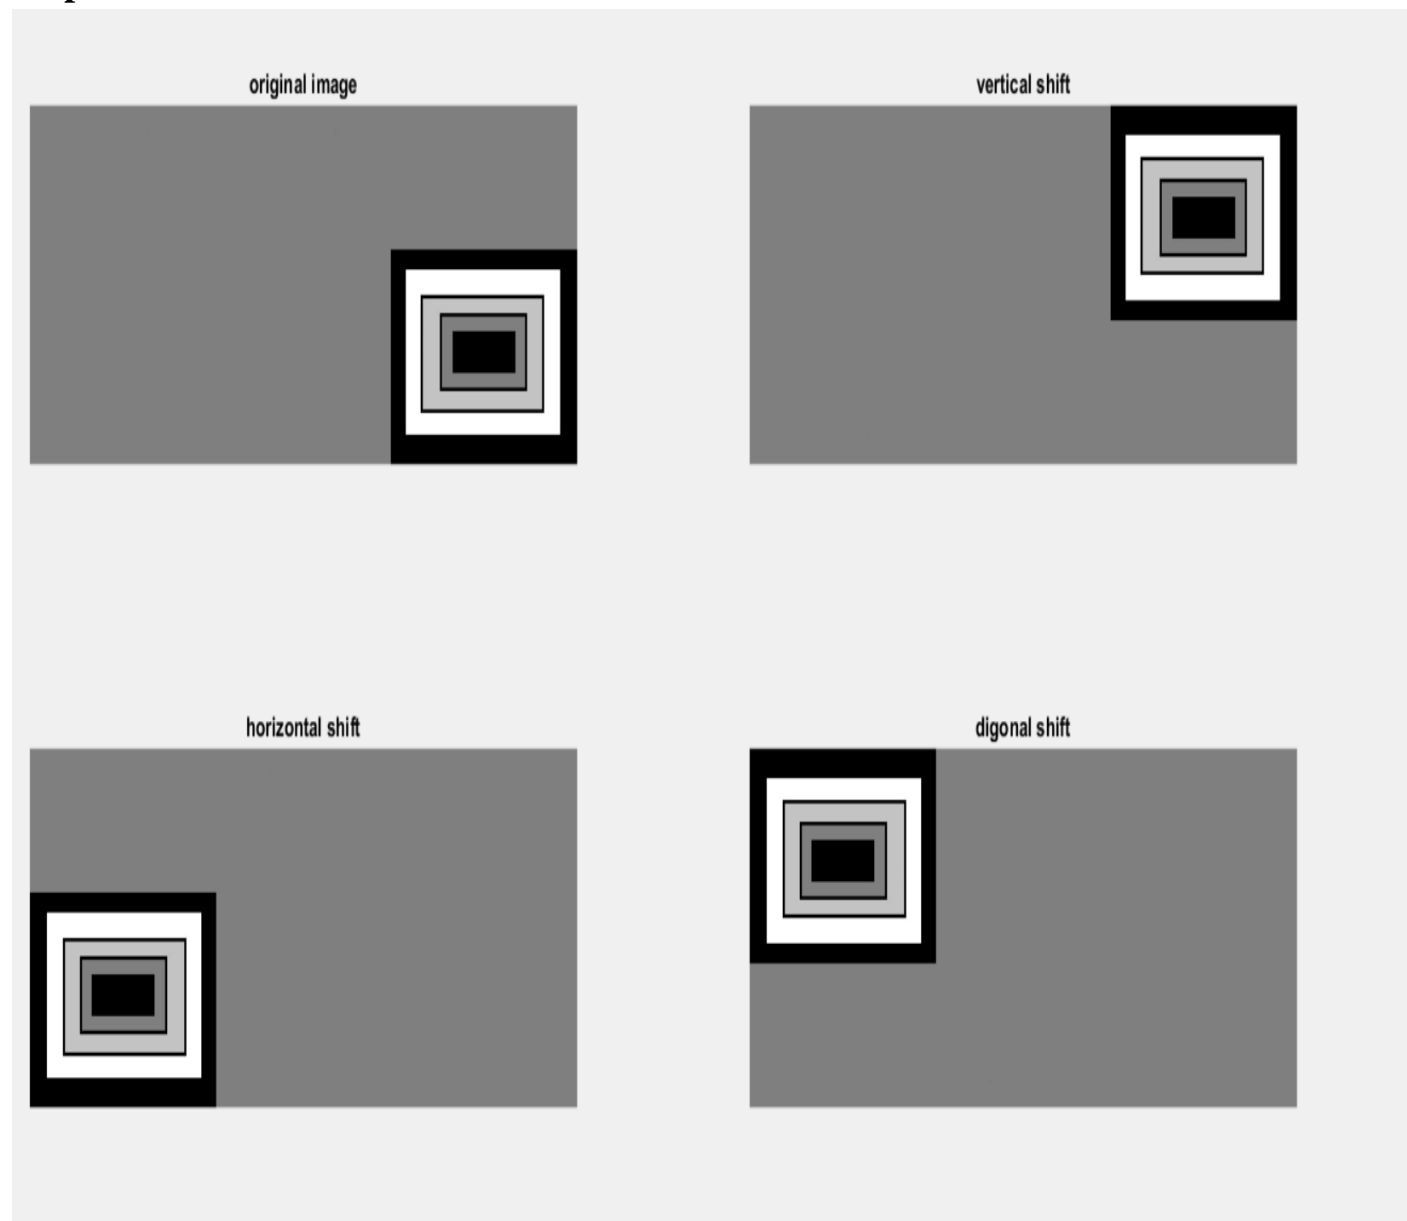 original image
vertical shift
horizontal shift
digonal shift